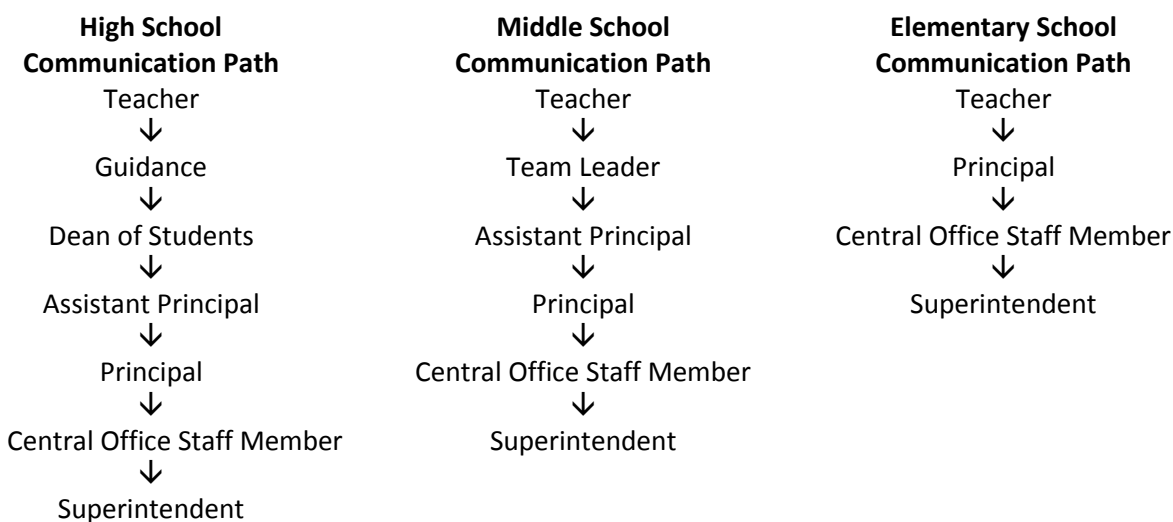 High School
Communication Path
Teacher
↓
Guidance
↓
Dean of Students
↓
Assistant Principal
↓
Principal
↓
Central Office Staff Member
↓
Superintendent
Middle School
Communication Path
Teacher
↓
Team Leader
↓
Assistant Principal
↓
Principal
↓
Central Office Staff Member
↓
Superintendent
Elementary School
Communication Path
Teacher
↓
Principal
↓
Central Office Staff Member
↓
Superintendent